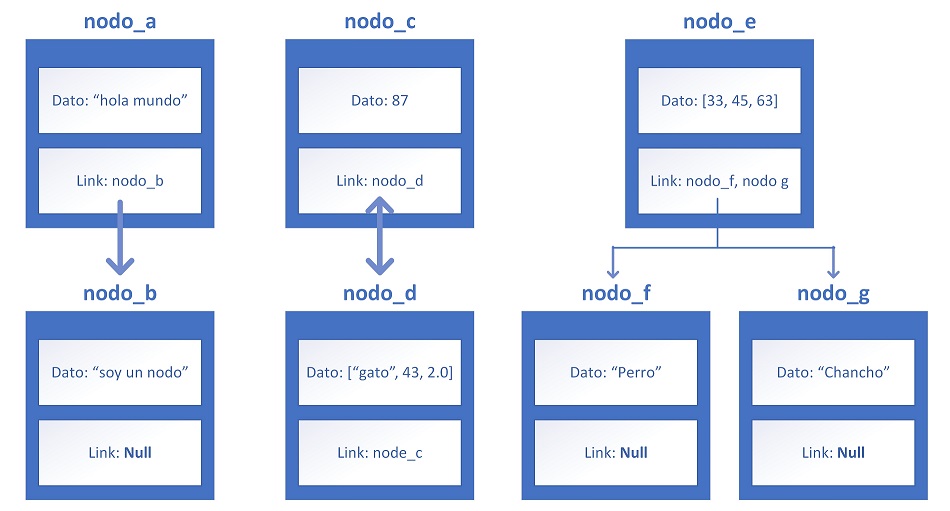 nodo_a
Dato: “hola mundo”
Link: nodo_b
nodo_b
Dato: “soy un nodo”
Link: Null
nodo_c
Dato: 87
Link: nodo_d
nodo_d
Dato: [“gato”, 43, 2.0]
Link: node_c
nodo_e
Dato: [33, 45, 63]
Link: nodo_f, nodo g
nodo_f
Dato: “Perro”
Link: Null
nodo_g
Dato: “Chancho”
Link: Null